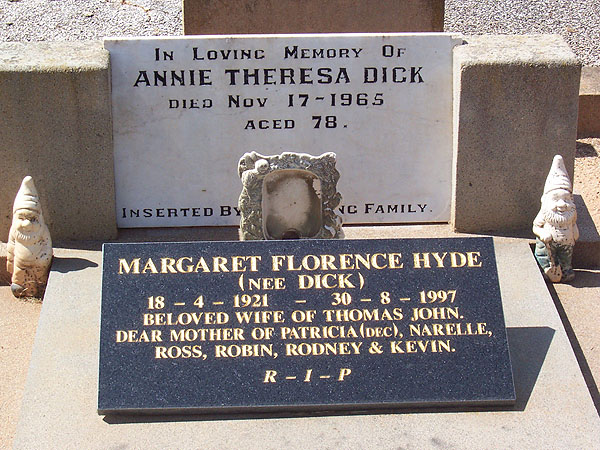 IN LOVING MEMORY OF
ANNIE THERESA DICK
DIED NOV 17-1965
AGED 78.
INSERTED BY NG FAMILY.
MARGARET FLORENCE HYDE
(NEE DICK)
18 – 4 – 1921 – 30 – 8 – 1997
BELOVED WIFE OF THOMAS JOHN.
DEAR MOTHER OF PATRICIA(DEC), NARELLE,
ROSS, ROBIN, RODNEY & KEVIN.
R – I – P